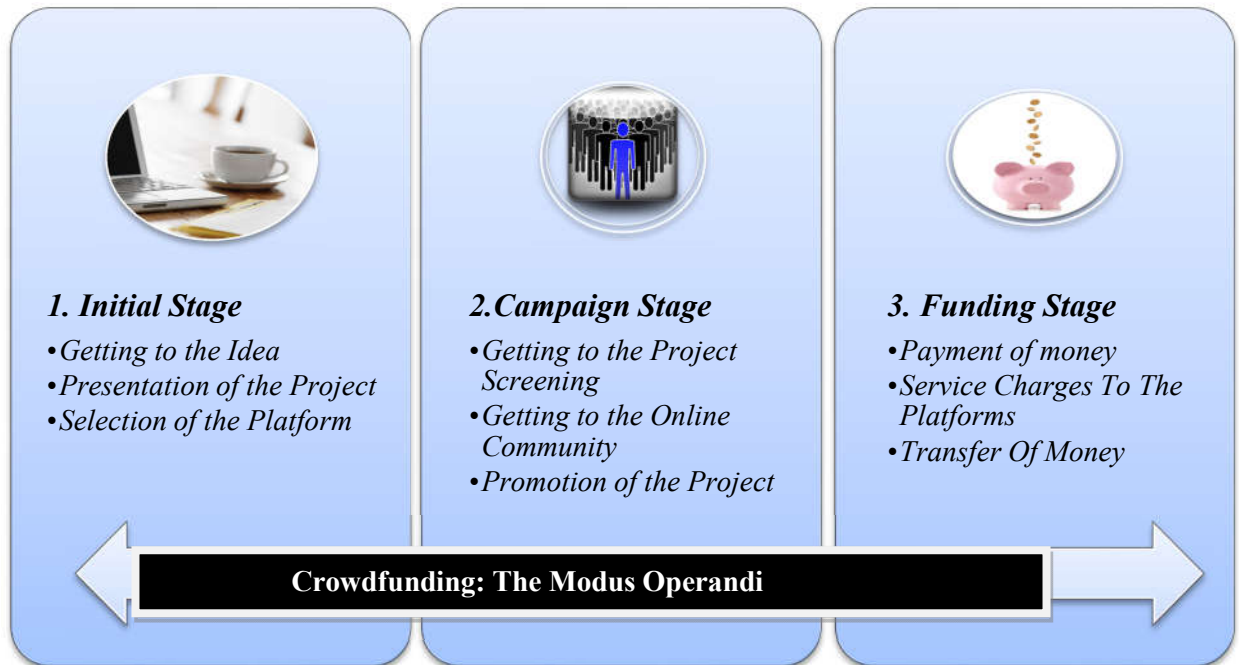 1. Initial Stage
•Getting to the Idea
•Presentation of the Project
•Selection of the Platform
2.Campaign Stage
•Getting to the Project
Screening
•Getting to the Online
Community
•Promotion of the Project
3. Funding Stage
•Payment of money
•Service Charges To The
Platforms
•Transfer Of Money
Crowdfunding: The Modus Operandi